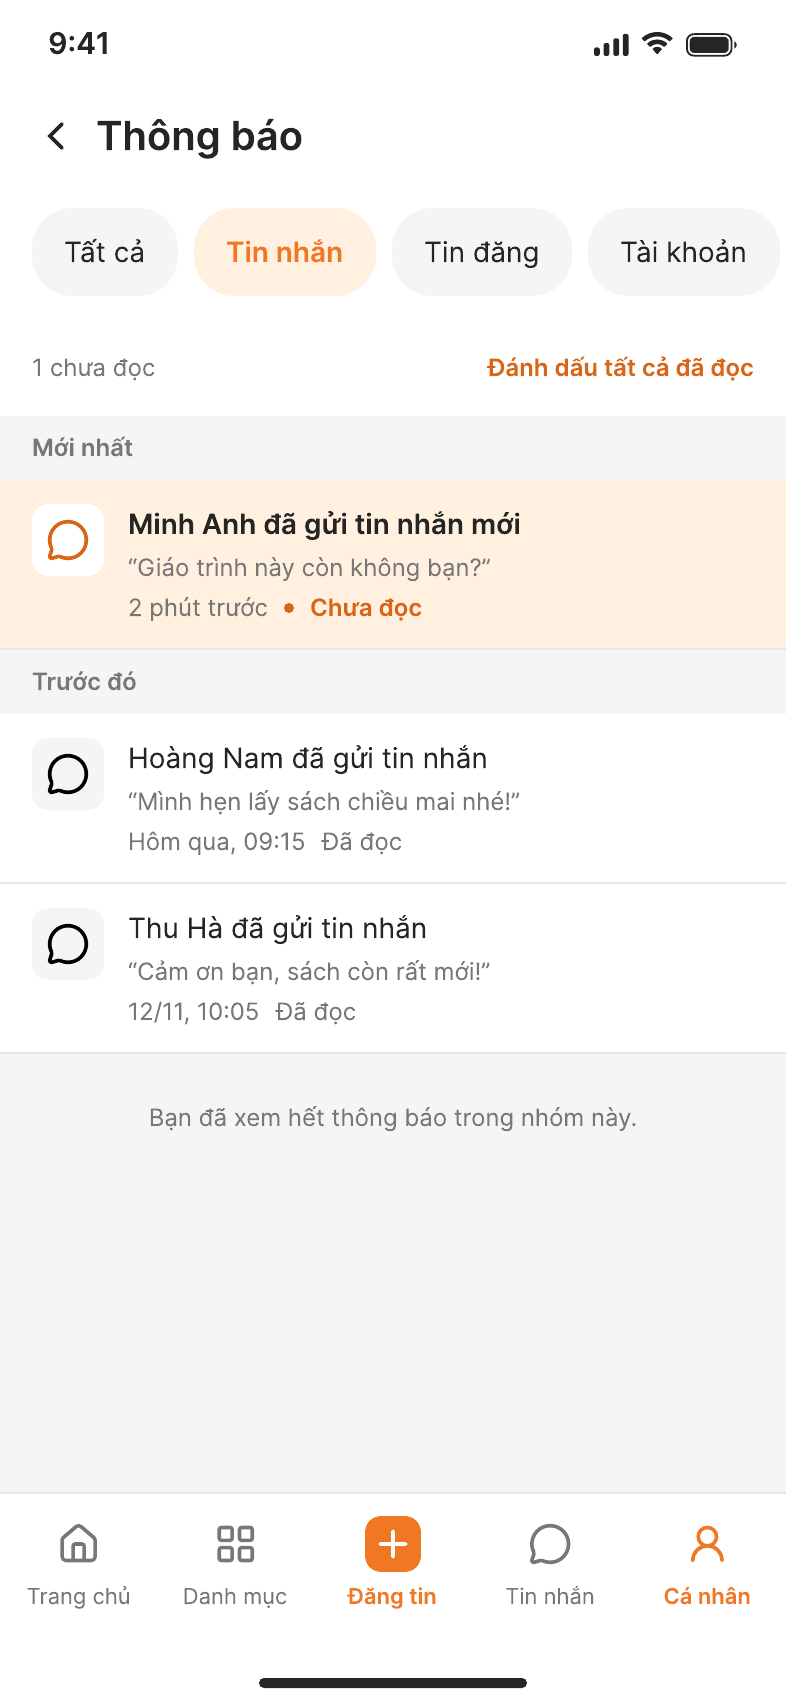 9:41
Thông báo
Tất cả
Tin nhắn
Tin đăng
Tài khoản
1 chưa đọc
Đánh dấu tất cả đã đọc
Mới nhất
Minh Anh đã gửi tin nhắn mới
“Giáo trình này còn không bạn?”
2 phút trước • Chưa đọc
Trước đó
Hoàng Nam đã gửi tin nhắn
“Mình hẹn lấy sách chiều mai nhé!”
Hôm qua, 09:15 Đã đọc
Thu Hà đã gửi tin nhắn
“Cảm ơn bạn, sách còn rất mới!”
12/11, 10:05 Đã đọc
Bạn đã xem hết thông báo trong nhóm này.
Trang chủ
Danh mục
Đăng tin
Tin nhắn
Cá nhân